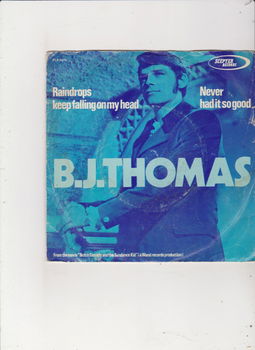 SCEPTER
RECORDS
Raindrops
keep falling on my head
Never
had it so good
B.J.THOMAS
From the movie "Butch Cassidy and the Sundance Kid" (a Wand records production)